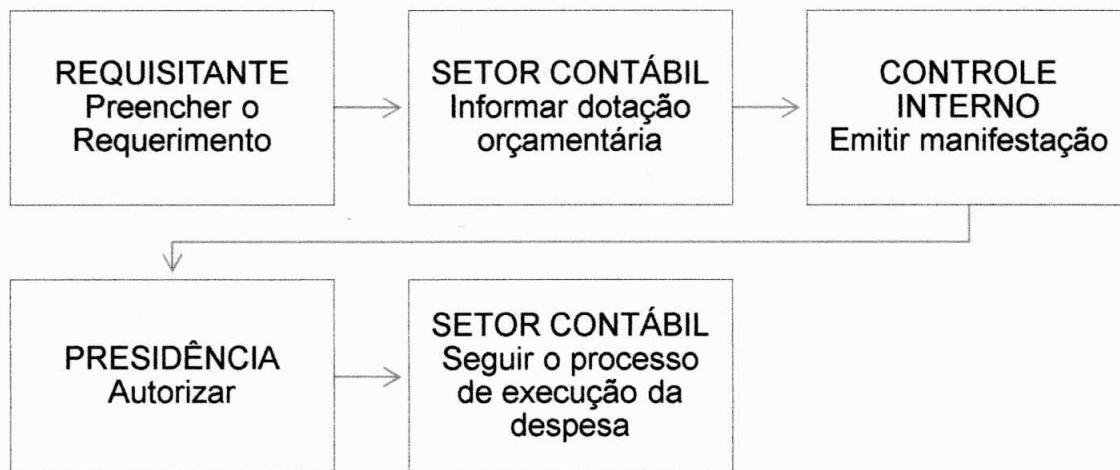 REQUISITANTE
Preencher o
Requerimento
SETOR CONTÁBIL
Informar dotação
orçamentária
CONTROLE
INTERNO
Emitir manifestação
PRESIDÊNCIA
Autorizar
SETOR CONTÁBIL
Seguir o processo
de execução da
despesa